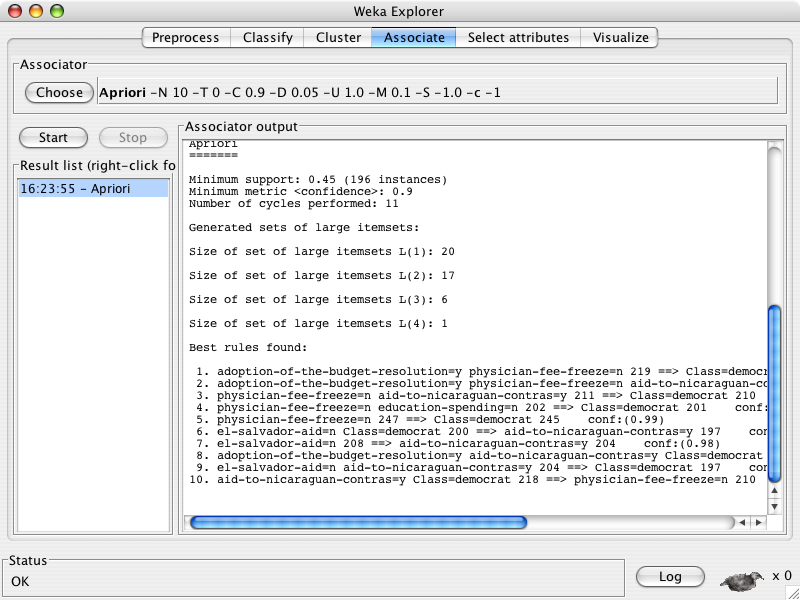 Weka Explorer
Preprocess Classify Cluster Associate Select attributes Visualize
Associator
Choose Apriori -N 10 -T 0 -C 0.9 -D 0.05 -U 1.0 -M 0.1 -S -1.0 -c -1
Start Stop
Result list (right-click fo
16:23:55 - Apriori
Associator output
Apriori
=======
Minimum support: 0.45 (196 instances)
Minimum metric <confidence>: 0.9
Number of cycles performed: 11
Generated sets of large itemsets:
Size of set of large itemsets L(1): 20
Size of set of large itemsets L(2): 17
Size of set of large itemsets L(3): 6
Size of set of large itemsets L(4): 1
Best rules found:
1. adoption-of-the-budget-resolution=y physician-fee-freeze=n 219 ==> Class=democr
2. adoption-of-the-budget-resolution=y physician-fee-freeze=n aid-to-nicaraguan-co
3. physician-fee-freeze=n aid-to-nicaraguan-contras=y 211 ==> Class=democrat 210
4. physician-fee-freeze=n education-spending=n 202 ==> Class=democrat 201 conf:
5. physician-fee-freeze=n 247 ==> Class=democrat 245 conf:(0.99)
6. el-salvador-aid=n Class=democrat 200 ==> aid-to-nicaraguan-contras=y 197 con
7. el-salvador-aid=n 208 ==> aid-to-nicaraguan-contras=y 204 conf:(0.98)
8. adoption-of-the-budget-resolution=y aid-to-nicaraguan-contras=y Class=democrat
9. el-salvador-aid=n aid-to-nicaraguan-contras=y 204 ==> Class=democrat 197 con
10. aid-to-nicaraguan-contras=y Class=democrat 218 ==> physician-fee-freeze=n 210
Status
OK
Log
x 0